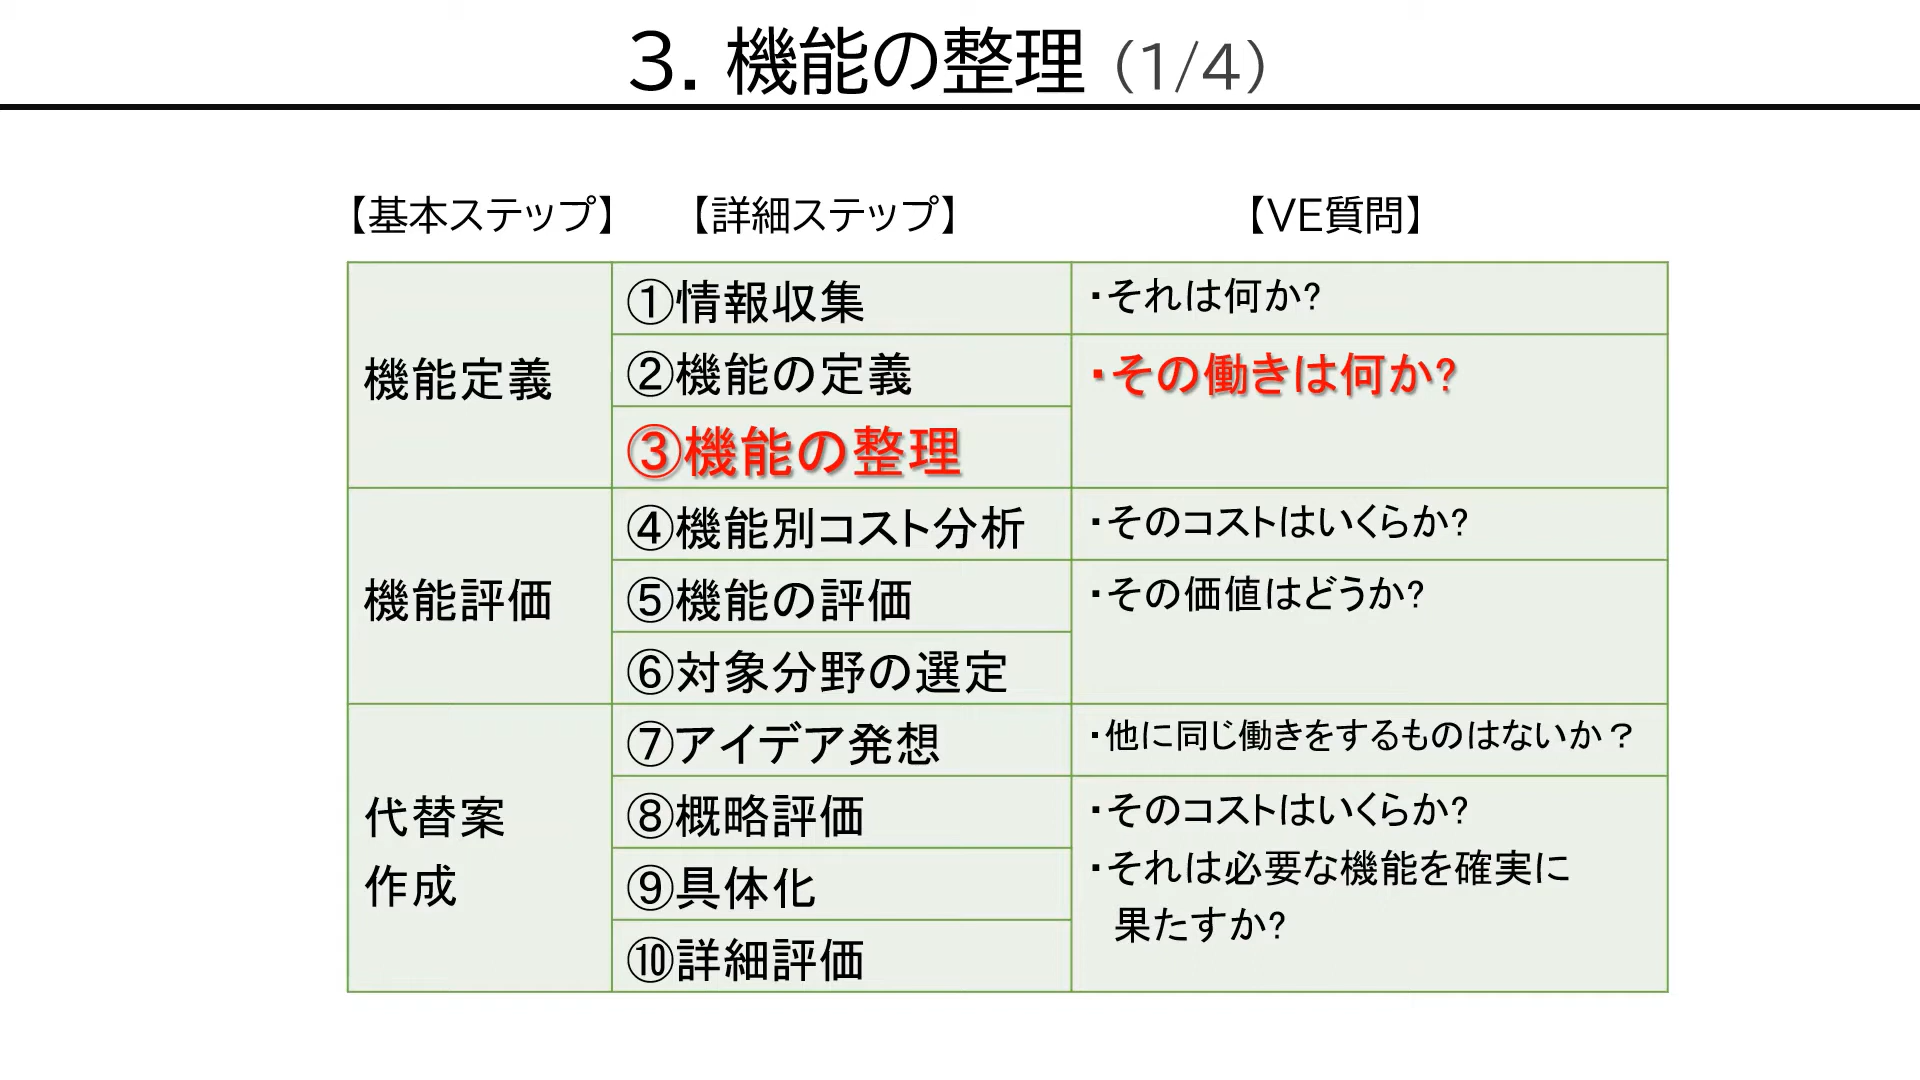 3. 機能の整理 (1/4)
【基本ステップ】 【詳細ステップ】 【VE質問】
機能定義
①情報収集
・それは何か?
②機能の定義
・その働きは何か?
③機能の整理
機能評価
④機能別コスト分析
・そのコストはいくらか?
⑤機能の評価
・その価値はどうか?
⑥対象分野の選定
代替案
作成
⑦アイデア発想
・他に同じ働きをするものはないか？
⑧概略評価
・そのコストはいくらか?
⑨具体化
・それは必要な機能を確実に
果たすか?
⑩詳細評価